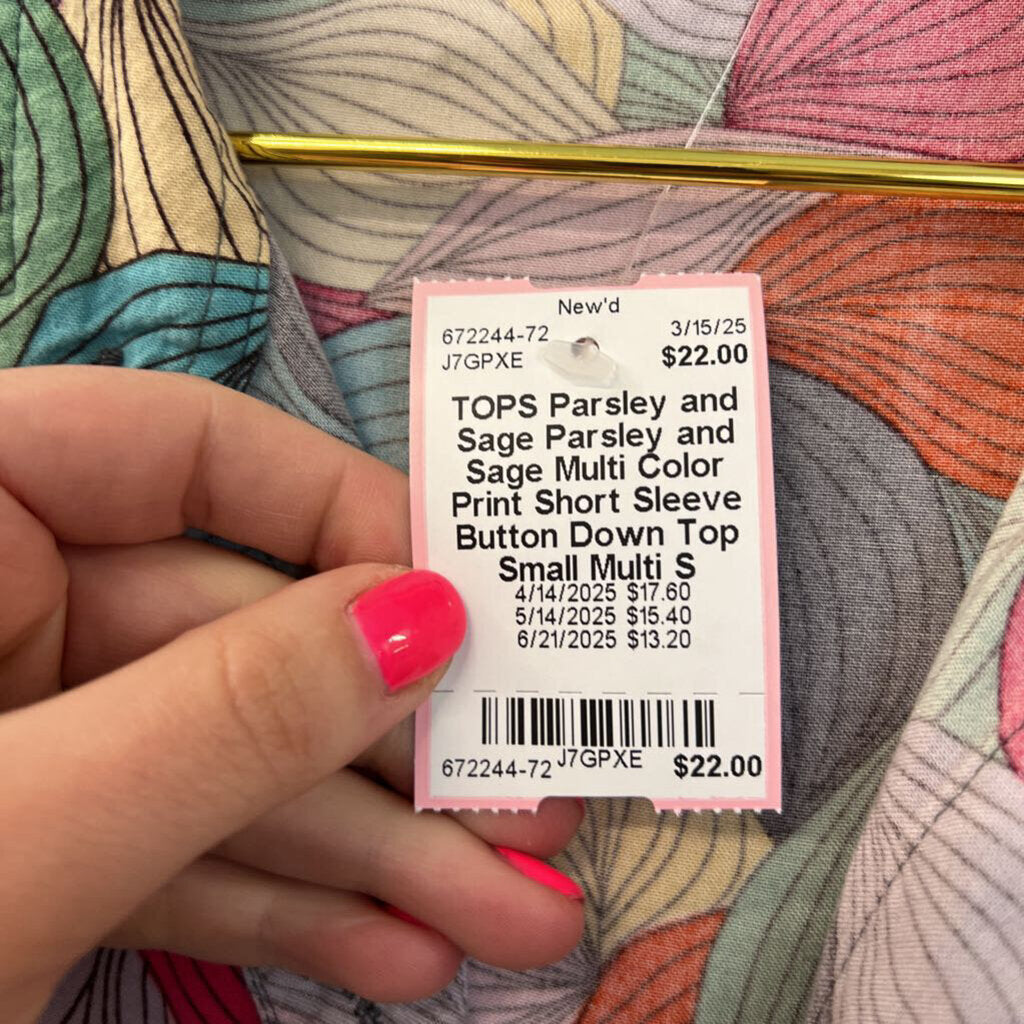 New'd
672244-72 3/15/25
J7GPXE $22.00
TOPS Parsley and
Sage Parsley and
Sage Multi Color
Print Short Sleeve
Button Down Top
Small Multi S
4/14/2025 $17.60
5/14/2025 $15.40
6/21/2025 $13.20
672244-72 J7GPXE $22.00